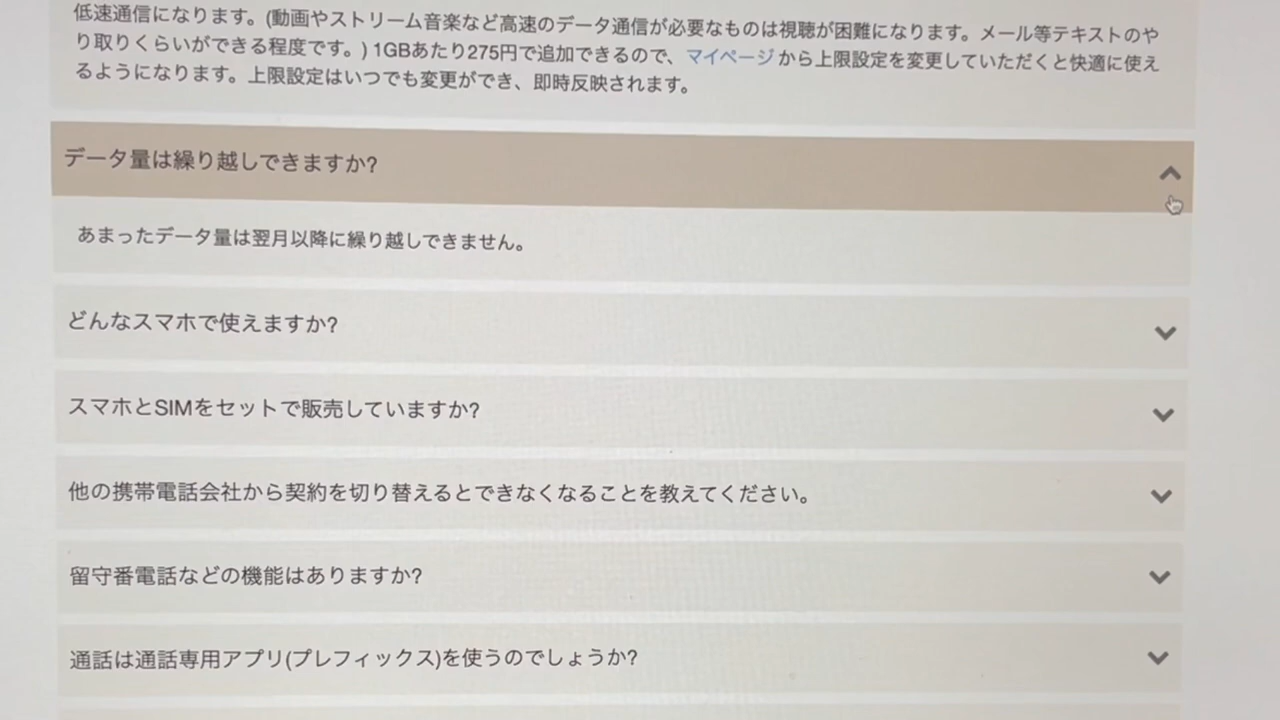 低速通信になります。(動画やストリーム音楽など高速のデータ通信が必要なものは視聴が困難になります。メール等テキストのや
り取りくらいができる程度です。) 1GBあたり275円で追加できるので、マイページから上限設定を変更していただくと快適に使え
るようになります。上限設定はいつでも変更ができ、即時反映されます。
データ量は繰り越しできますか?
あまったデータ量は翌月以降に繰り越しできません。
どんなスマホで使えますか?
スマホとSIMをセットで販売していますか?
他の携帯電話会社から契約を切り替えるとできなくなることを教えてください。
留守番電話などの機能はありますか?
通話は通話専用アプリ(プレフィックス)を使うのでしょうか?